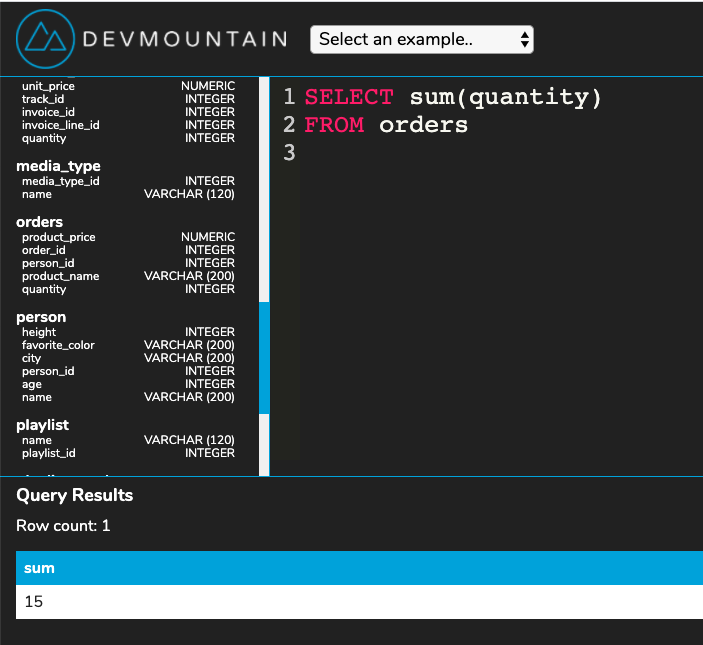 DEVMOUNTAIN
Select an example..
unit_price NUMERIC
track_id INTEGER
invoice_id INTEGER
invoice_line_id INTEGER
quantity INTEGER
media_type
media_type_id INTEGER
name VARCHAR (120)
orders
product_price NUMERIC
order_id INTEGER
person_id INTEGER
product_name VARCHAR (200)
quantity INTEGER
person
height INTEGER
favorite_color VARCHAR (200)
city VARCHAR (200)
person_id INTEGER
age INTEGER
name VARCHAR (200)
playlist
name VARCHAR (120)
playlist_id INTEGER
1 SELECT sum(quantity)
2 FROM orders
3
Query Results
Row count: 1
sum
15